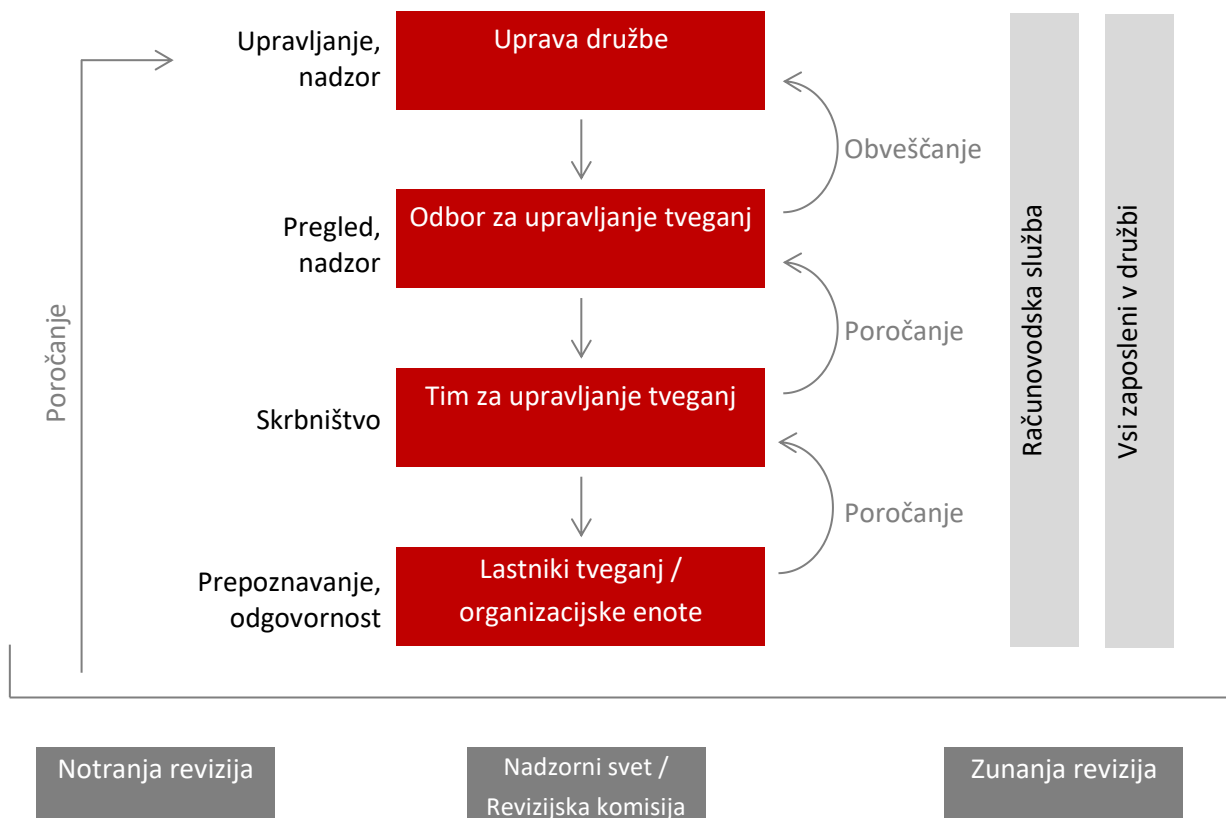 Upravljanje,
nadzor
Uprava družbe
Obveščanje
Pregled,
nadzor
Odbor za upravljanje tveganj
Poročanje
Skrbništvo
Tim za upravljanje tveganj
Poročanje
Prepoznavanje,
odgovornost
Lastniki tveganj /
organizacijske enote
Poročanje
Računovodska služba
Vsi zaposleni v družbi
Notranja revizija
Nadzorni svet /
Revizijska komisija
Zunanja revizija